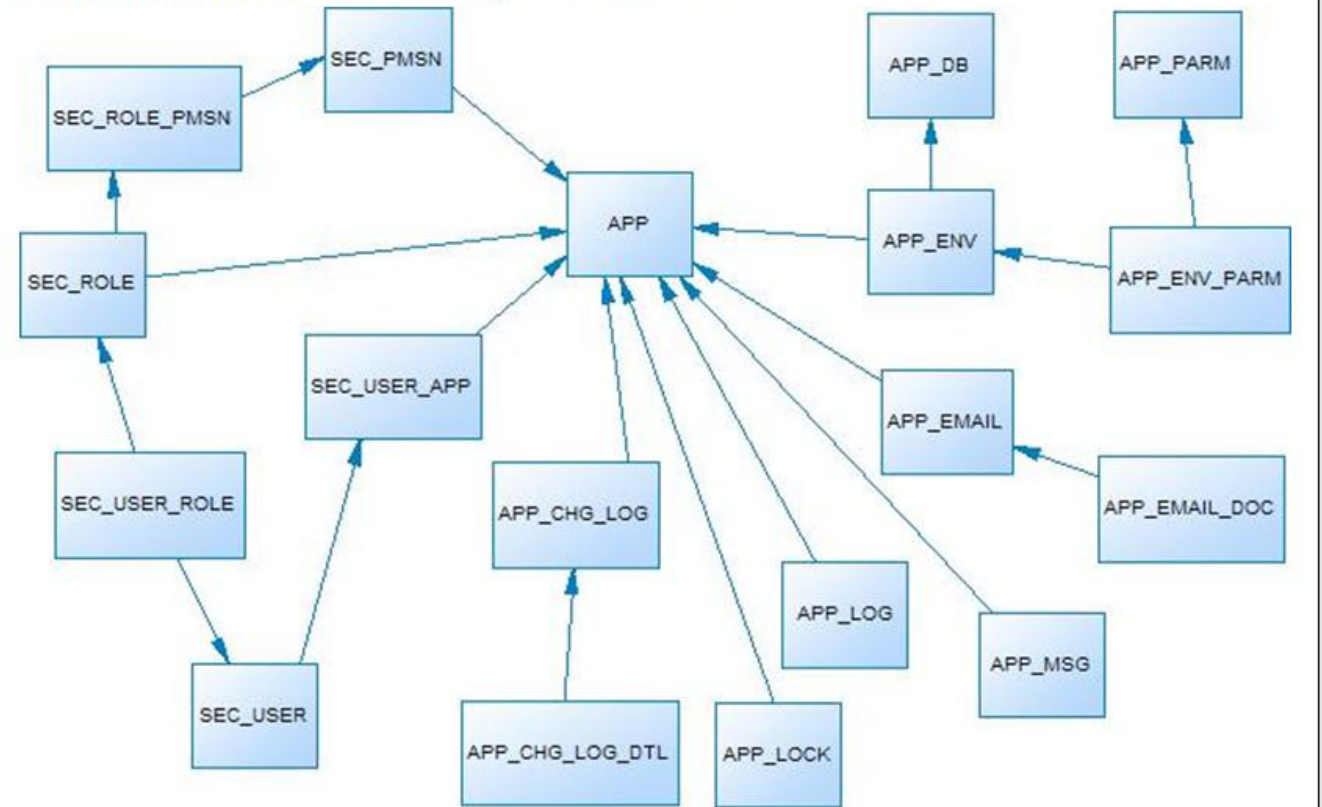 SEC_PMSN
APP_DB
APP_PARM
SEC_ROLE_PMSN
APP
APP_ENV
APP_ENV_PARM
SEC_ROLE
SEC_USER_APP
APP_EMAIL
SEC_USER_ROLE
APP_CHG_LOG
APP_EMAIL_DOC
APP_LOG
APP_MSG
SEC_USER
APP_CHG_LOG_DTL
APP_LOCK